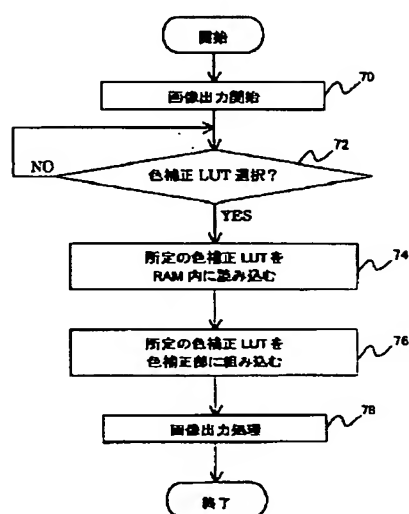 開始
画像出力開始
70
72
色補正 LUT 選択？
NO
YES
所定の色補正 LUT を
RAM 内に読み込む
74
所定の色補正 LUT を
色補正部に組み込む
76
画像出力処理
78
終了